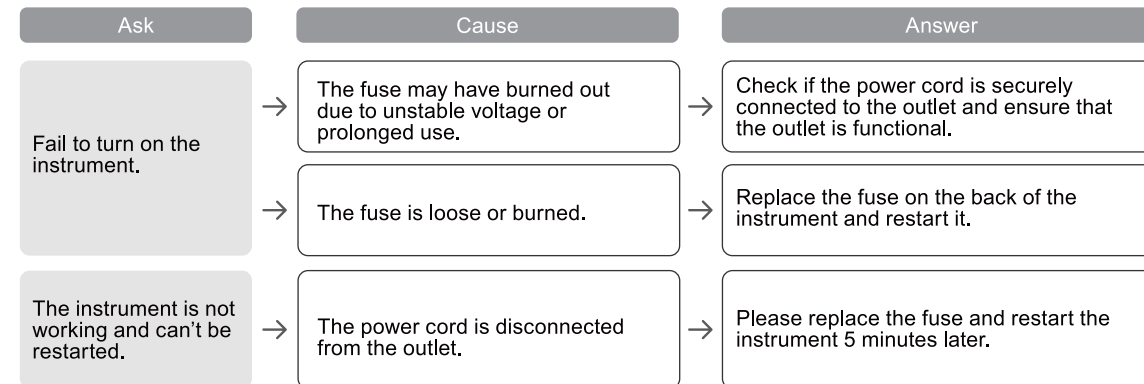 Ask
Cause
Answer
Fail to turn on the
instrument.
The fuse may have burned out
due to unstable voltage or
prolonged use.
Check if the power cord is securely
connected to the outlet and ensure that
the outlet is functional.
The fuse is loose or burned.
Replace the fuse on the back of the
instrument and restart it.
The instrument is not
working and can't be
restarted.
The power cord is disconnected
from the outlet.
Please replace the fuse and restart the
instrument 5 minutes later.